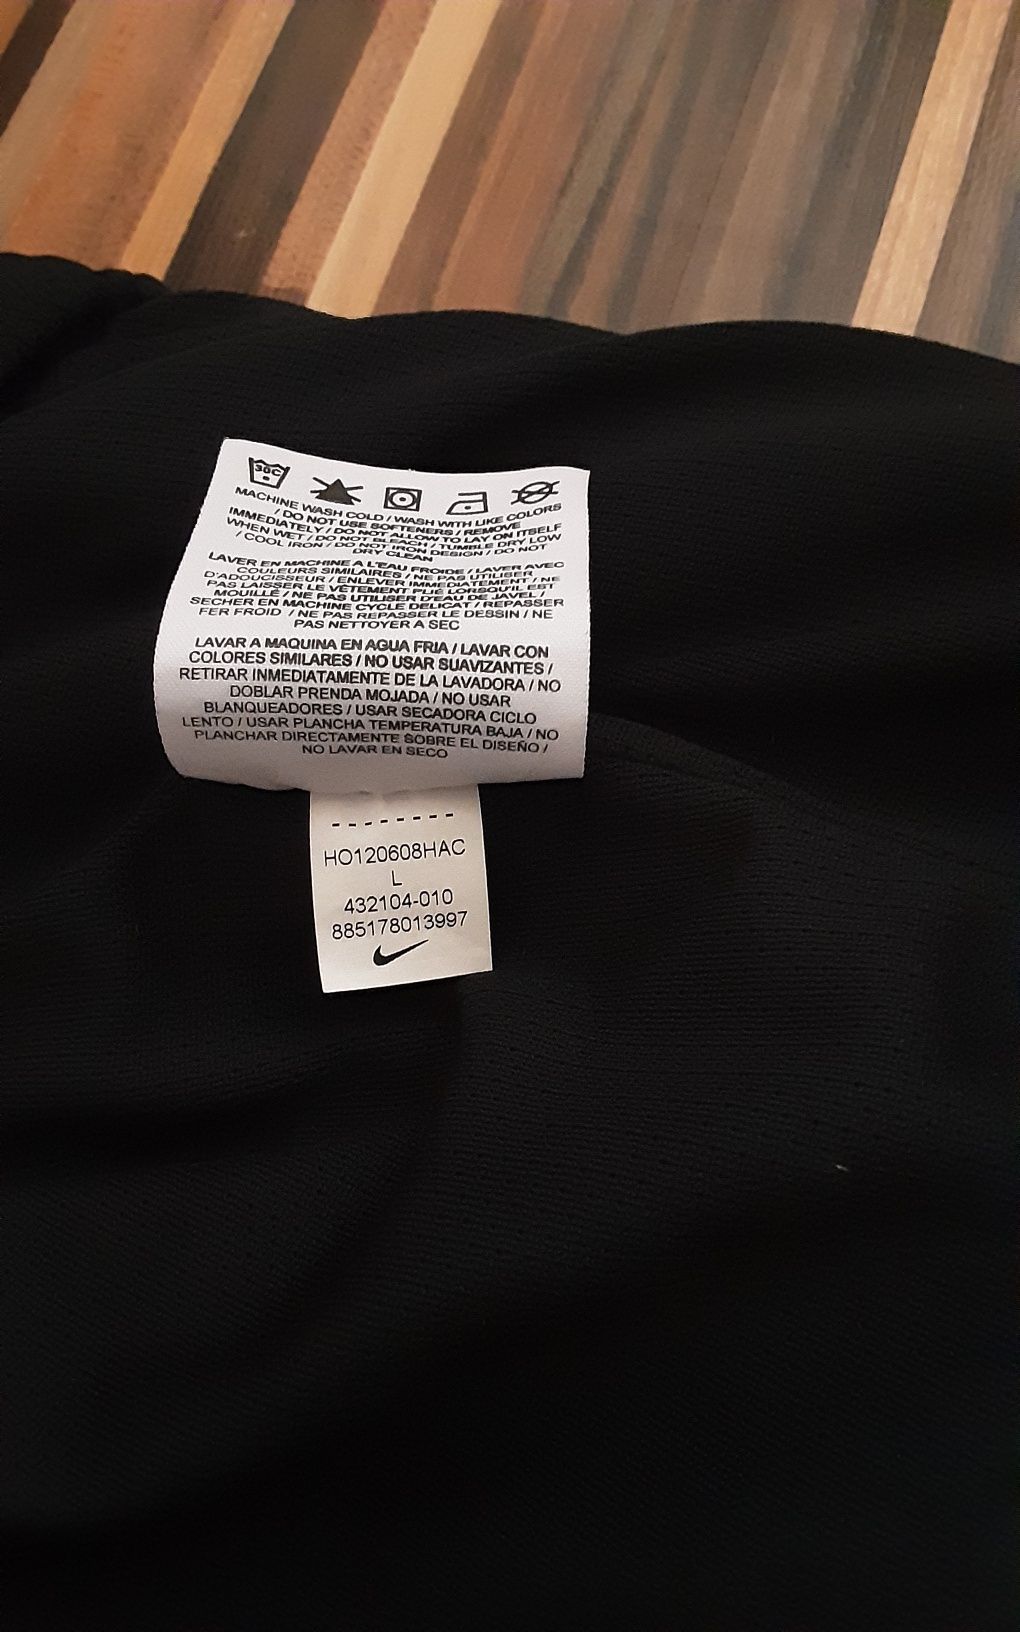 30C
MACHINE WASH COLD / WASH WITH LIKE COLORS
/ DO NOT USE SOFTENERS / REMOVE
IMMEDIATELY / DO NOT ALLOW TO LAY ON ITSELF
WHEN WET / DO NOT BLEACH / TUMBLE DRY LOW
/ COOL IRON / DO NOT IRON DESIGN / DO NOT
DRY CLEAN
LAVER EN MACHINE A L'EAU FROIDE / LAVER AVEC
COULEURS SIMILAIRES / NE PAS UTILISER
D'ADOUCISSEUR / ENLEVER IMMEDIATEMENT / NE
PAS LAISSER LE VÉTEMENT PLIÉ LORSQU'IL EST
MOUILLÉ / NE PAS UTILISER D'EAU DE JAVEL /
SECHER EN MACHINE CYCLE DELICAT / REPASSER
FER FROID / NE PAS REPASSER LE DESSIN / NE
PAS NETTOYER A SEC
LAVAR A MAQUINA EN AGUA FRIA / LAVAR CON
COLORES SIMILARES / NO USAR SUAVIZANTES /
RETIRAR INMEDIATAMENTE DE LA LAVADORA / NO
DOBLAR PRENDA MOJADA / NO USAR
BLANQUEADORES / USAR SECADORA CICLO
LENTO / USAR PLANCHA TEMPERATURA BAJA / NO
PLANCHAR DIRECTAMENTE SOBRE EL DISEÑO /
NO LAVAR EN SECO
--------
HO120608HAC
L
432104-010
885178013997